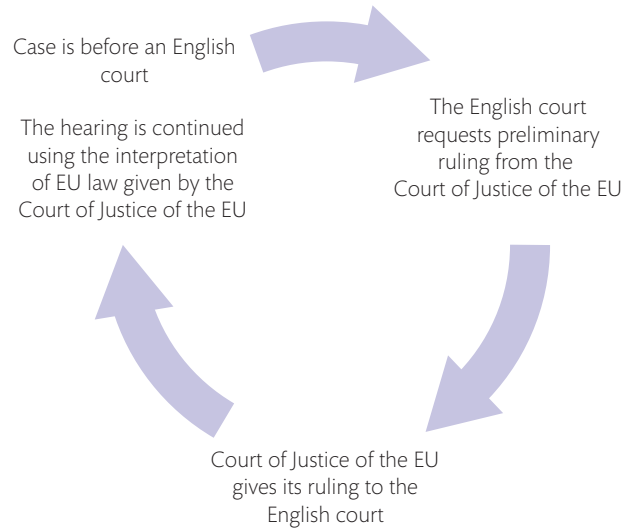 Case is before an English
court
The hearing is continued
using the interpretation
of EU law given by the
Court of Justice of the EU
The English court
requests preliminary
ruling from the
Court of Justice of the EU
Court of Justice of the EU
gives its ruling to the
English court